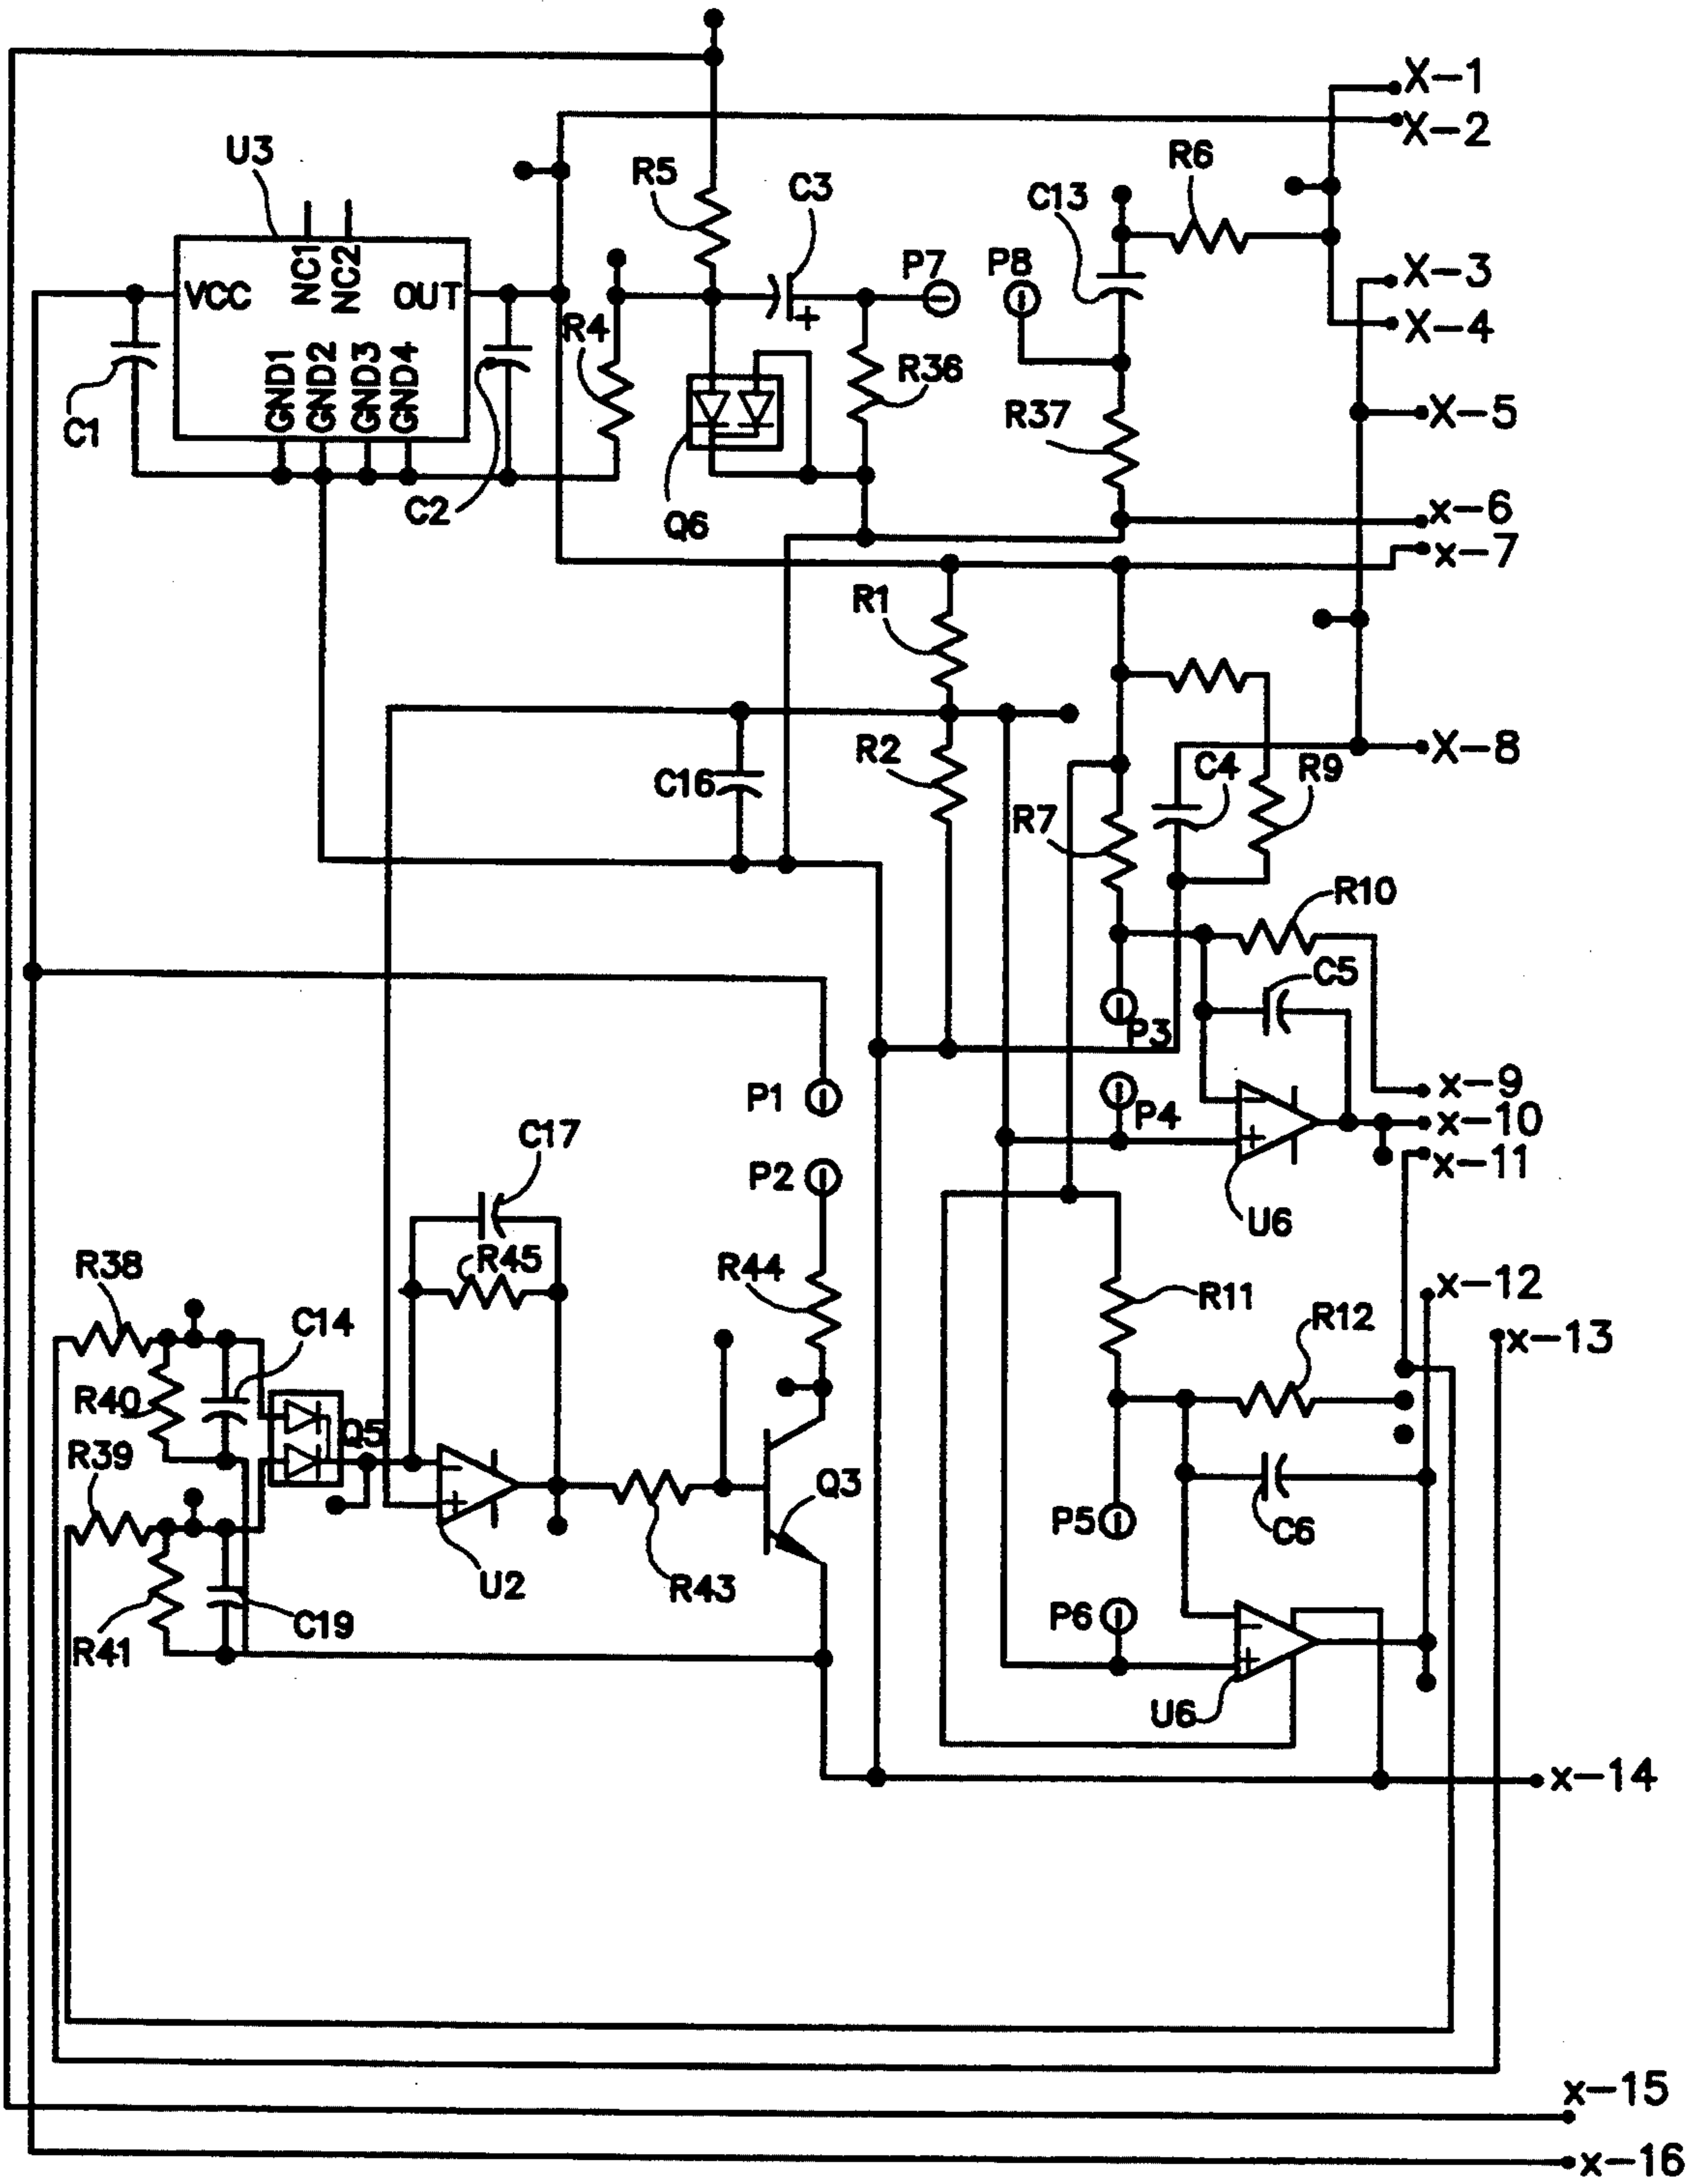 X-1
X-2
U3
R5
C3
R6
C13
NC1
NC2
VCC
OUT
P7
P8
X-3
X-4
+
R4
GND1
GND2
GND3
GND4
R36
C1
R37
X-5
C2
Q6
x-6
x-7
R1
R2
C16
C4
R9
X-8
R7
R10
C5
P3
P1
P4
x-9
x-10
x-11
−
+
C17
P2
U6
R38
R45
R44
R11
x-12
R12
x-13
C14
R40
Q5
R39
−
+
Q3
P5
C6
U2
R43
C19
R41
P6
−
+
U6
x-14
x-15
x-16